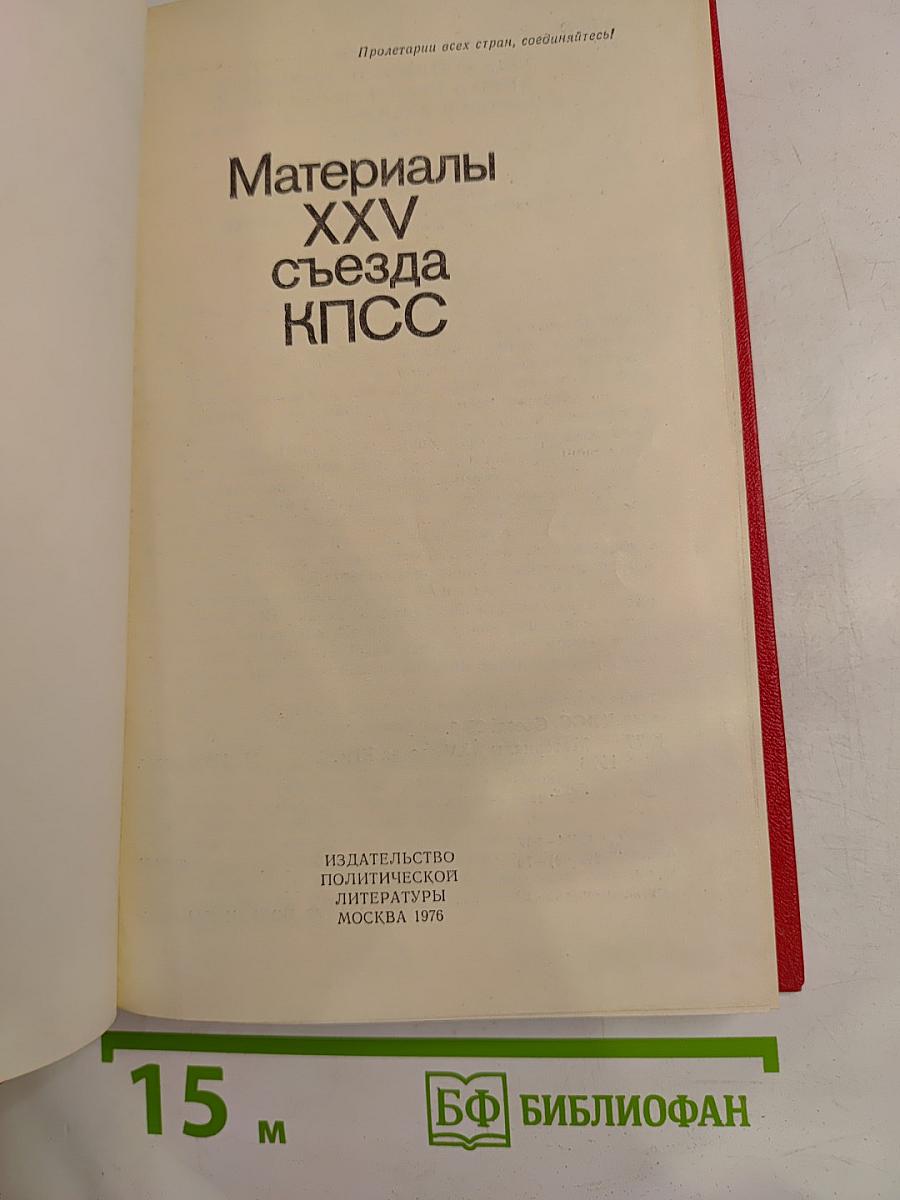 Пролетарии всех стран, соединяйтесь!
Материалы
XXV
съезда
КПСС
ИЗДАТЕЛЬСТВО
ПОЛИТИЧЕСКОЙ
ЛИТЕРАТУРЫ
МОСКВА 1976
15 м
БФ БИБЛИОФАН